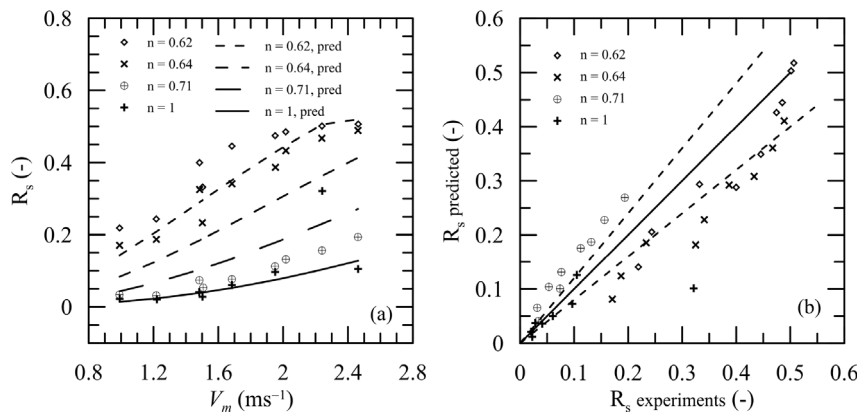 0.8
0.6
0.4
0.2
0
R_s (-)
n = 0.62
n = 0.64
n = 0.71
n = 1
n = 0.62, pred
n = 0.64, pred
n = 0.71, pred
n = 1, pred
(a)
0.8 1.2 1.6 2 2.4 2.8
V_m (ms⁻¹)
0.6
0.5
0.4
0.3
0.2
0.1
0
R_s predicted (-)
n = 0.62
n = 0.64
n = 0.71
n = 1
(b)
0 0.1 0.2 0.3 0.4 0.5 0.6
R_s experiments (-)